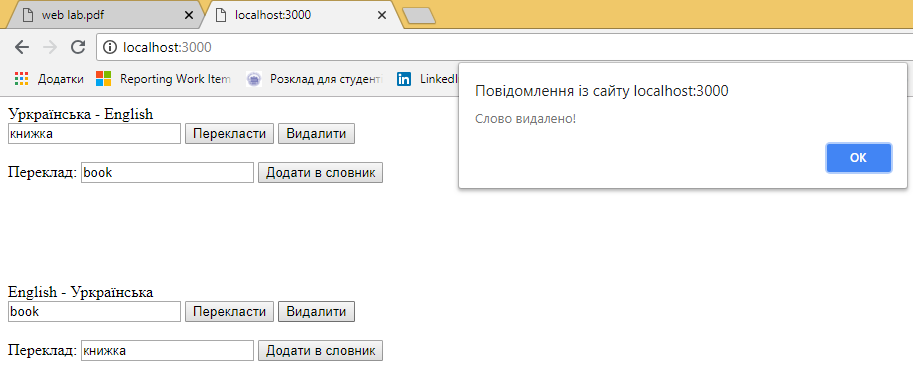 web lab.pdf
localhost:3000
localhost:3000
Додатки
Reporting Work Item
Розклад для студент
LinkedI
Повідомлення із сайту localhost:3000
Слово видалено!
ОК
Уркраїнська - English
книжка Перекласти Видалити
Переклад: book Додати в словник
English - Уркраїнська
book Перекласти Видалити
Переклад: книжка Додати в словник